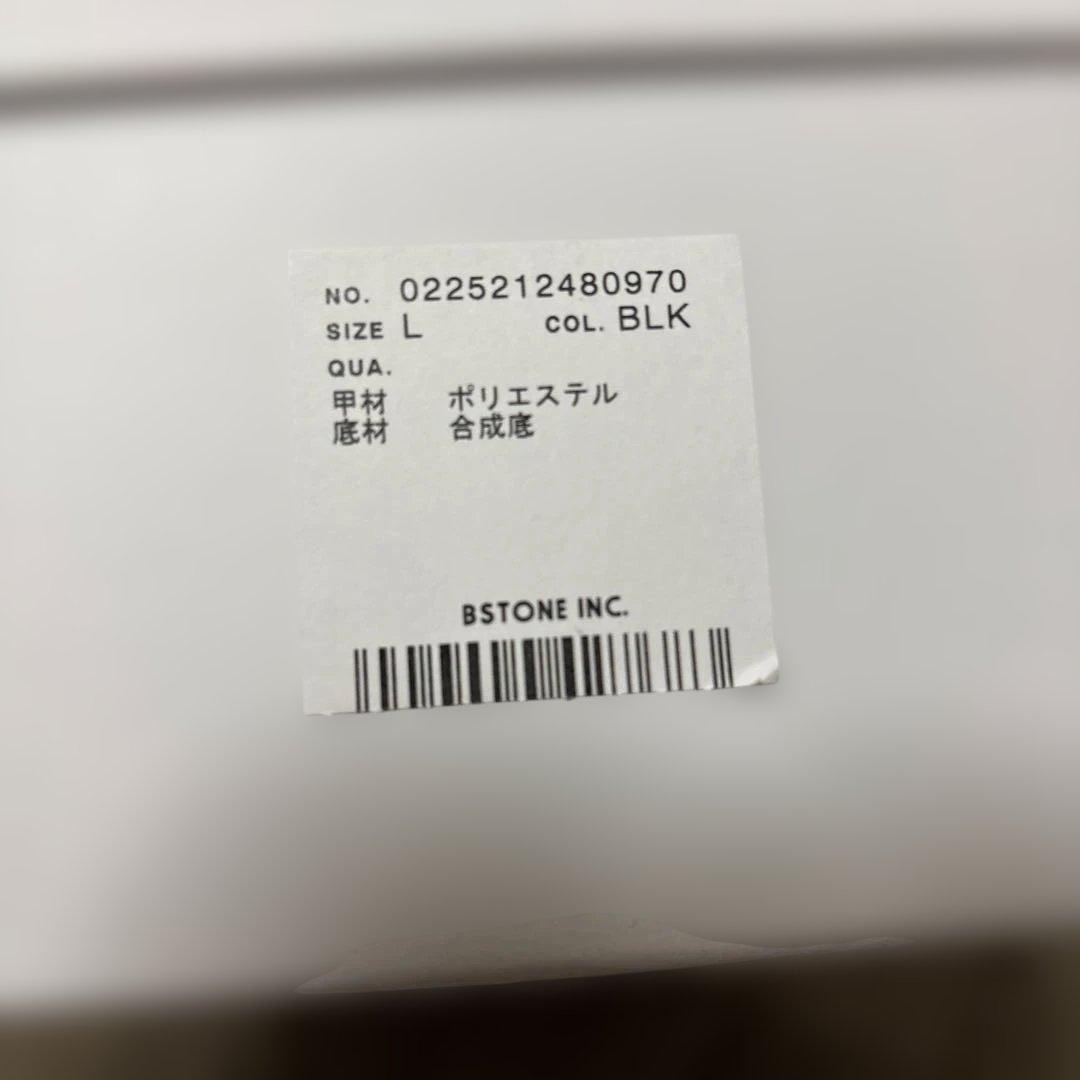 NO. 0225212480970
SIZE L COL. BLK
QUA.
甲材 ポリエステル
底材 合成底
BSTONE INC.